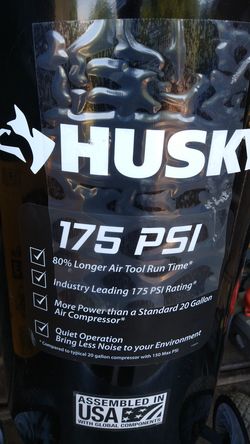 HUSKY
175 PSI
80% Longer Air Tool Run Time*
Industry Leading 175 PSI Rating*
More Power than a Standard 20 Gallon
Air Compressor*
Quiet Operation
Bring Less Noise to your Environment
* Compared to typical 20 gallon compressor with 150 Max PSI
ASSEMBLED IN
USA
WITH GLOBAL COMPONENTS